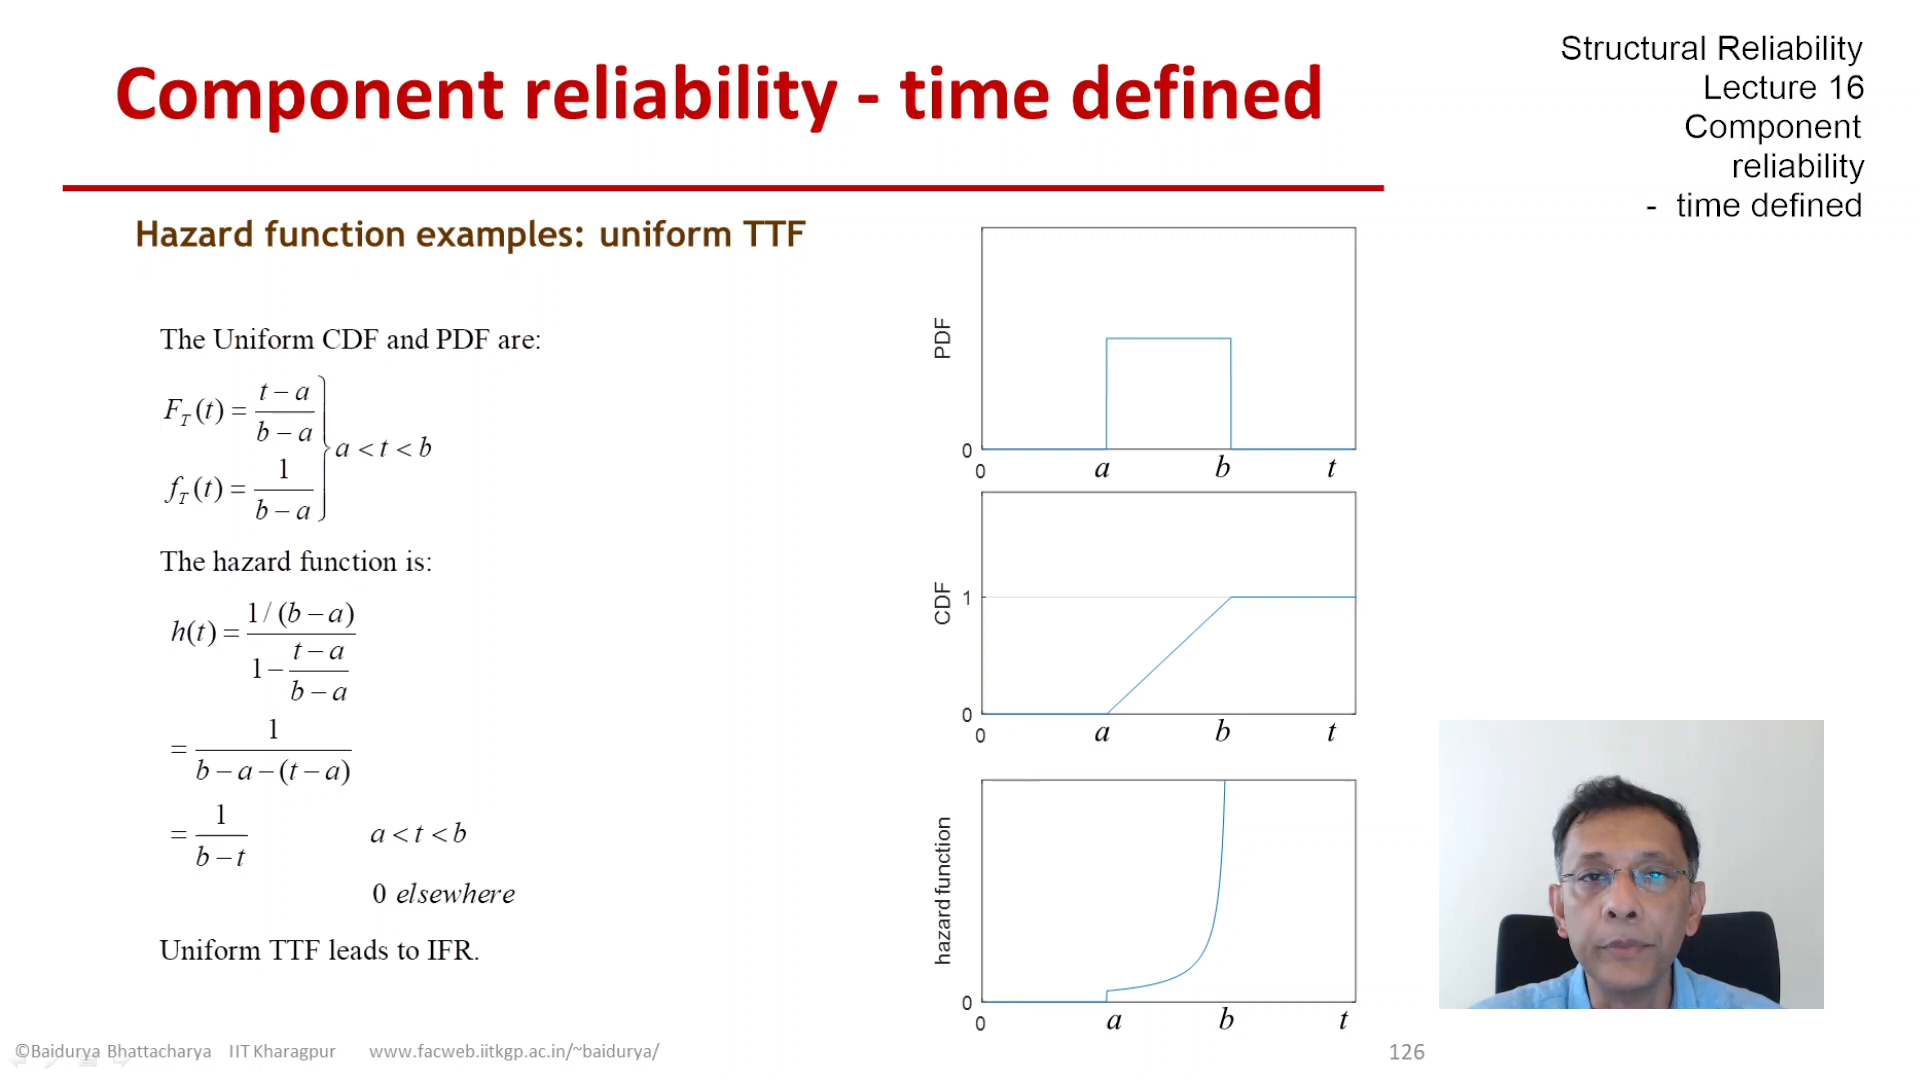 Component reliability - time defined
Structural Reliability
Lecture 16
Component
reliability
- time defined
Hazard function examples: uniform TTF
The Uniform CDF and PDF are:
F_T(t) = (t − a)/(b − a)
f_T(t) = 1/(b − a)
} a < t < b
The hazard function is:
h(t) = (1/(b − a))/(1 − (t − a)/(b − a))
= 1/(b − a − (t − a))
= 1/(b − t) a < t < b
0 elsewhere
Uniform TTF leads to IFR.
PDF
0
0 a b t
CDF
1
0
0 a b t
hazard function
0
0 a b t
©Baidurya Bhattacharya IIT Kharagpur www.facweb.iitkgp.ac.in/~baidurya/
126